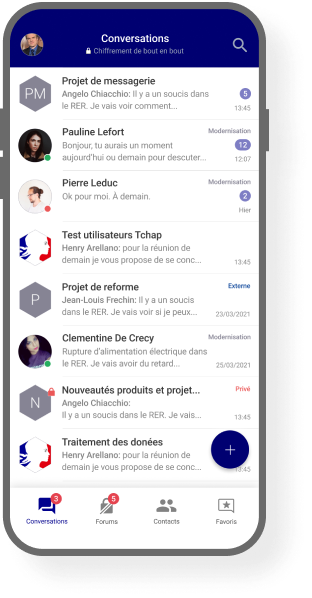 Conversations
Chiffrement de bout en bout
PM
Projet de messagerie
Angelo Chiacchio: Il y a un soucis dans
le RER. Je vais voir comment...
5
13:45
Pauline Lefort
Modernisation
Bonjour, tu aurais un moment
aujourd'hui ou demain pour descuter...
12
12:07
Pierre Leduc
Modernisation
Ok pour moi. À demain.
2
Hier
Test utilisateurs Tchap
Henry Arellano: pour la réunion de
demain je vous propose de se conc...
13:45
P
Projet de reforme
Externe
Jean-Louis Frechin: il y a un soucis
dans le RER. Je vais voir si je peux...
23/03/2021
Clementine De Crecy
Modernisation
Rupture d'alimentation électrique dans
le RER. Je vais avoir du retard...
25/03/2021
N
Nouveautés produits et projet...
Privé
Angelo Chiacchio:
Il y a un soucis dans le RER. Je vais...
13:45
Traitement des donées
Henry Arellano: pour la réunion de
demain je vous propose de se conc...
13:45
+
3
5
Conversations
Forums
Contacts
Favoris